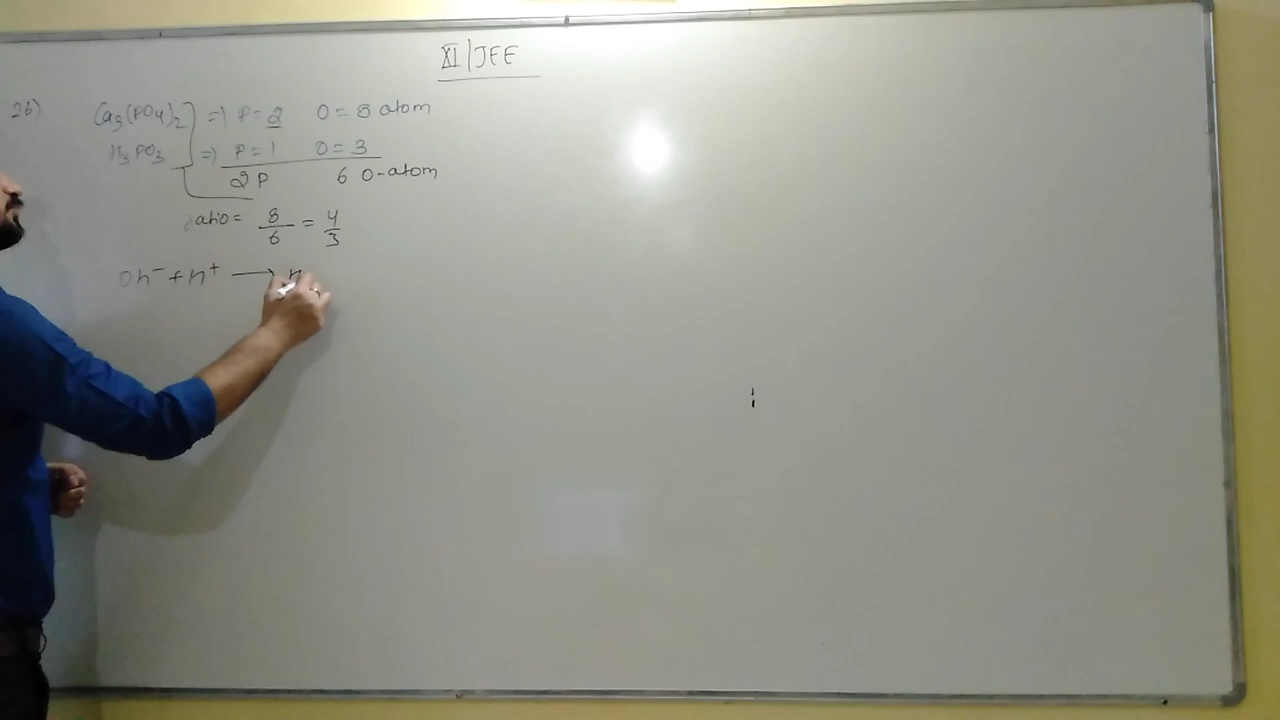 XI/JEE
26) Ca3(PO4)2 => P=2 O=8 atom
H3PO3 => P=1 O=3
2P 6 O-atom
ratio = 8/6 = 4/3
OH- + H+ → H